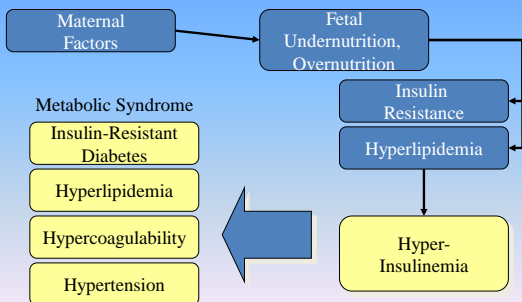 Maternal
Factors
Fetal
Undernutrition,
Overnutrition
Insulin
Resistance
Hyperlipidemia
Hyper-
Insulinemia
Metabolic Syndrome
Insulin-Resistant
Diabetes
Hyperlipidemia
Hypercoagulability
Hypertension